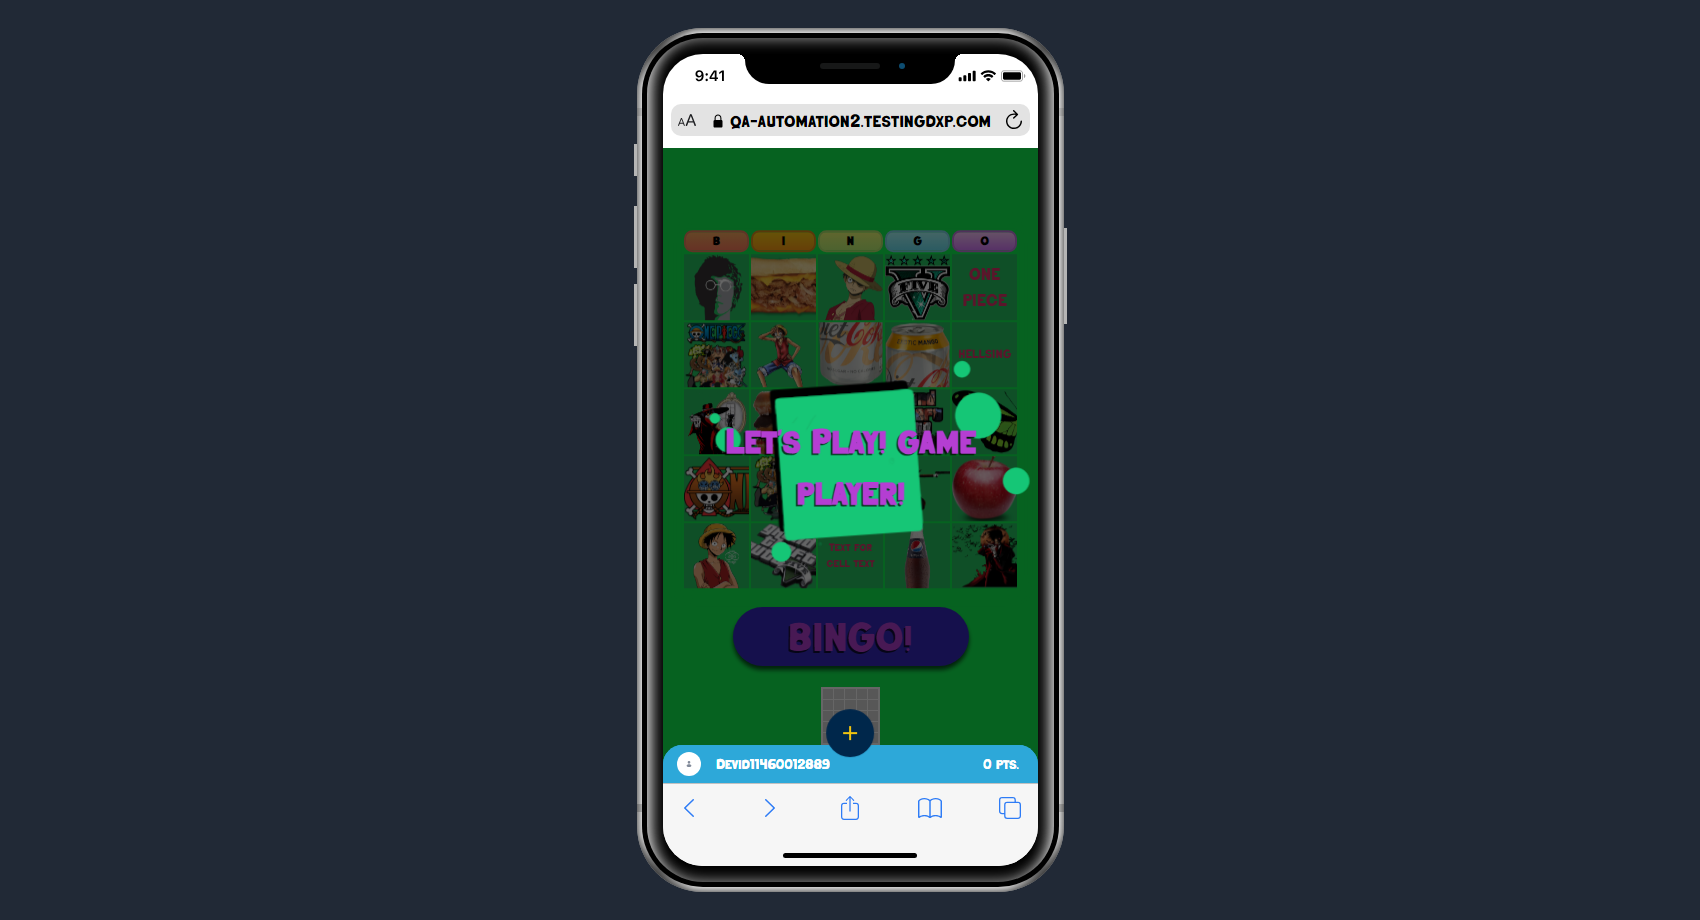 9:41
AA QA-AUTOMATION2.TESTINGDXP.COM
B I N G O
FIVE
ONE
PIECE
HELLSING
LET'S PLAY! GAME
PLAYER!
TEXT FOR
CELL TEXT
BINGO!
+
DEVID11460012889 0 PTS.